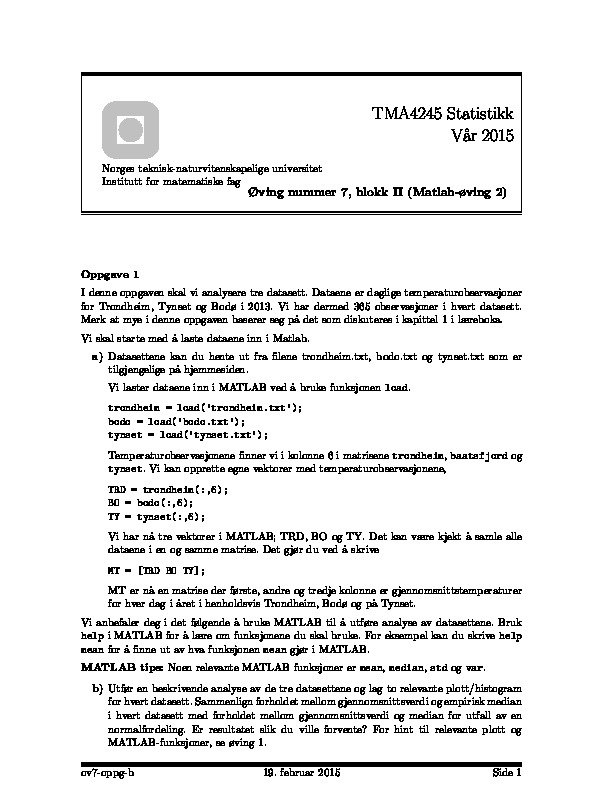 TMA4245 Statistikk
Vår 2015
Norges teknisk-naturvitenskapelige universitet
Institutt for matematiske fag
Øving nummer 7, blokk II (Matlab-øving 2)
Oppgave 1
I denne oppgaven skal vi analysere tre datasett. Dataene er daglige temperaturobservasjoner
for Trondheim, Tynset og Bodø i 2013. Vi har dermed 365 observasjoner i hvert datasett.
Merk at mye i denne oppgaven baserer seg på det som diskuteres i kapittel 1 i læreboka.
Vi skal starte med å laste dataene inn i Matlab.
a) Datasettene kan du hente ut fra filene trondheim.txt, bodo.txt og tynset.txt som er
tilgjengelige på hjemmesiden.
Vi laster dataene inn i MATLAB ved å bruke funksjonen load.
trondheim = load('trondheim.txt');
bodo = load('bodo.txt');
tynset = load('tynset.txt');
Temperaturobservasjonene finner vi i kolonne 6 i matrisene trondheim, baatsfjord og
tynset. Vi kan opprette egne vektorer med temperaturobservasjonene,
TRD = trondheim(:,6);
BO = bodo(:,6);
TY = tynset(:,6);
Vi har nå tre vektorer i MATLAB; TRD, BO og TY. Det kan være kjekt å samle alle
dataene i en og samme matrise. Det gjør du ved å skrive
MT = [TRD BO TY];
MT er nå en matrise der første, andre og tredje kolonne er gjennomsnittstemperaturer
for hver dag i året i henholdsvis Trondheim, Bodø og på Tynset.
Vi anbefaler deg i det følgende å bruke MATLAB til å utføre analyse av datasettene. Bruk
help i MATLAB for å lære om funksjonene du skal bruke. For eksempel kan du skrive help
mean for å finne ut av hva funksjonen mean gjør i MATLAB.
MATLAB tips: Noen relevante MATLAB funksjoner er mean, median, std og var.
b) Utfør en beskrivende analyse av de tre datasettene og lag to relevante plott/histogram
for hvert datasett. Sammenlign forholdet mellom gjennomsnittsverdi og empirisk median
i hvert datasett med forholdet mellom gjennomsnittsverdi og median for utfall av en
normalfordeling. Er resultatet slik du ville forvente? For hint til relevante plott og
MATLAB-funksjoner, se øving 1.
ov7-oppg-b 19. februar 2015 Side 1